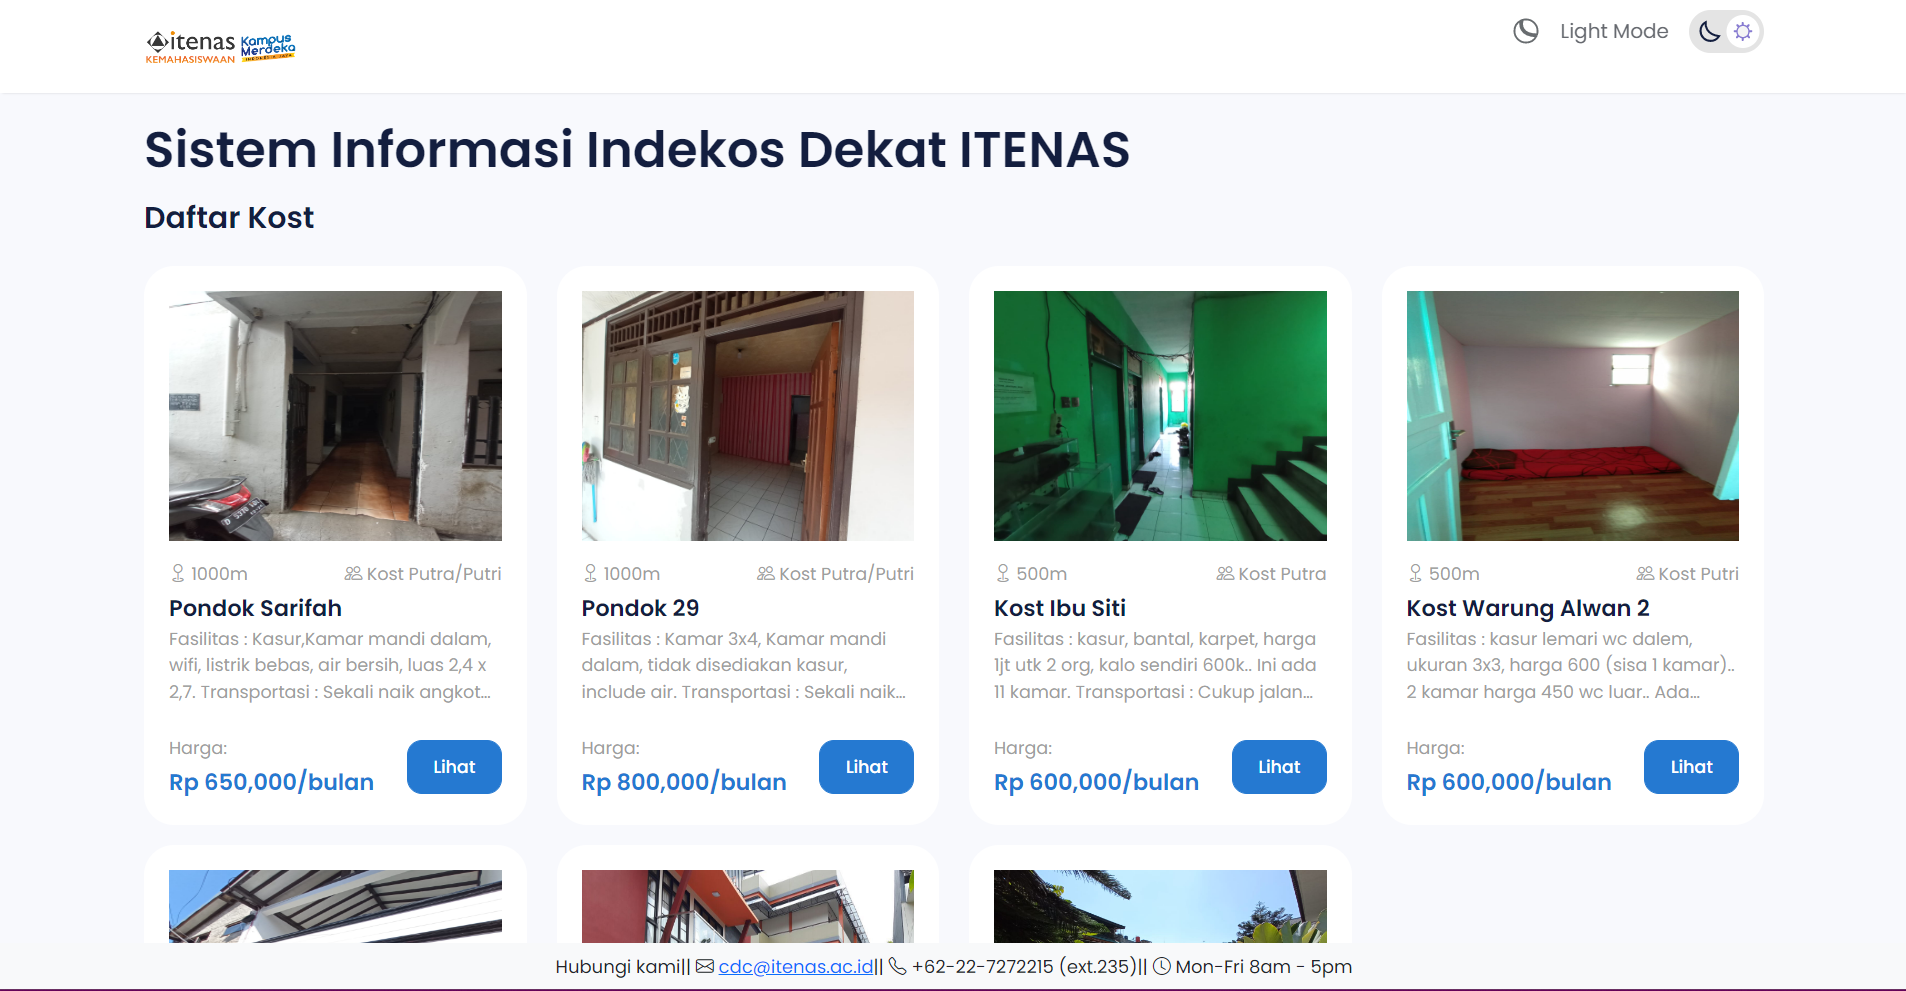 itenas
KEMAHASISWAAN
Kampus
Merdeka
INDONESIA JAYA
Light Mode
Sistem Informasi Indekos Dekat ITENAS
Daftar Kost
1000m
Kost Putra/Putri
Pondok Sarifah
Fasilitas : Kasur,Kamar mandi dalam,
wifi, listrik bebas, air bersih, luas 2,4 x
2,7. Transportasi : Sekali naik angkot...
Harga:
Rp 650,000/bulan
Lihat
1000m
Kost Putra/Putri
Pondok 29
Fasilitas : Kamar 3x4, Kamar mandi
dalam, tidak disediakan kasur,
include air. Transportasi : Sekali naik...
Harga:
Rp 800,000/bulan
Lihat
500m
Kost Putra
Kost Ibu Siti
Fasilitas : kasur, bantal, karpet, harga
1jt utk 2 org, kalo sendiri 600k.. Ini ada
11 kamar. Transportasi : Cukup jalan...
Harga:
Rp 600,000/bulan
Lihat
500m
Kost Putri
Kost Warung Alwan 2
Fasilitas : kasur lemari wc dalem,
ukuran 3x3, harga 600 (sisa 1 kamar)..
2 kamar harga 450 wc luar.. Ada...
Harga:
Rp 600,000/bulan
Lihat
Hubungi kami|| cdc@itenas.ac.id|| +62-22-7272215 (ext.235)|| Mon-Fri 8am - 5pm